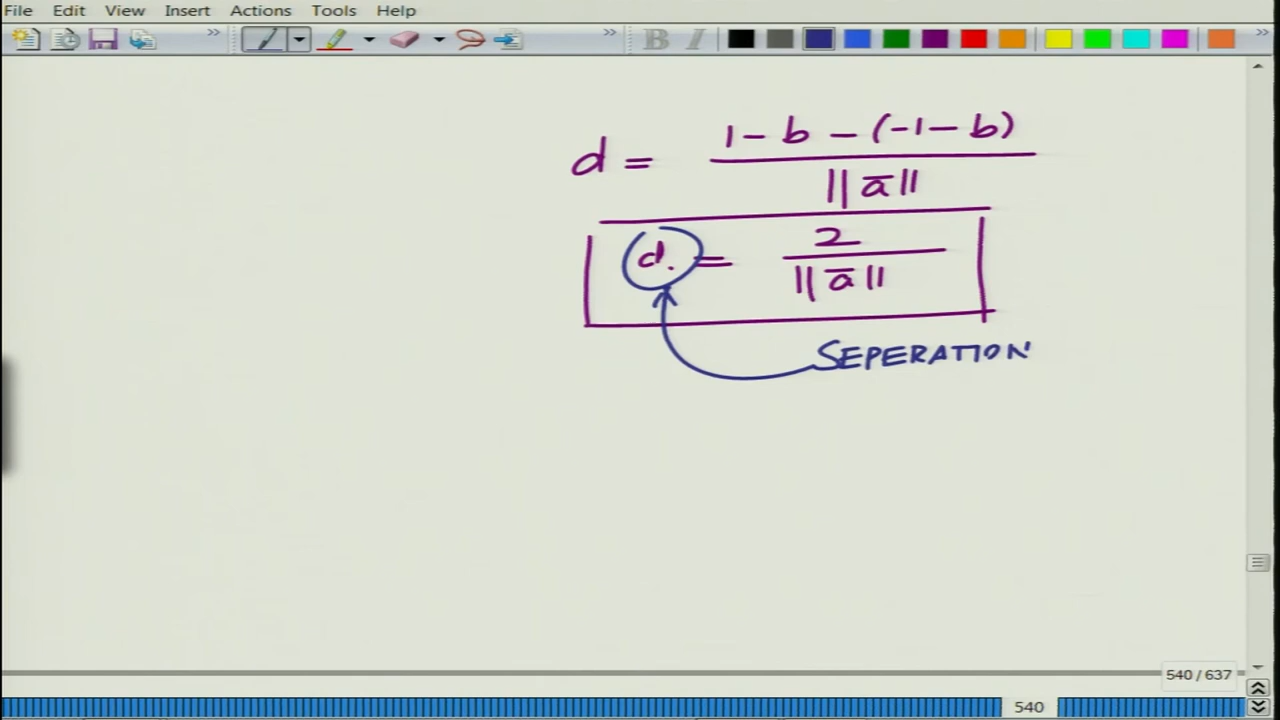 File Edit View Insert Actions Tools Help
B I
d = 1 - b - (-1 - b)
||a̅||
d. = 2
||a̅||
SEPERATION
540 / 637
540